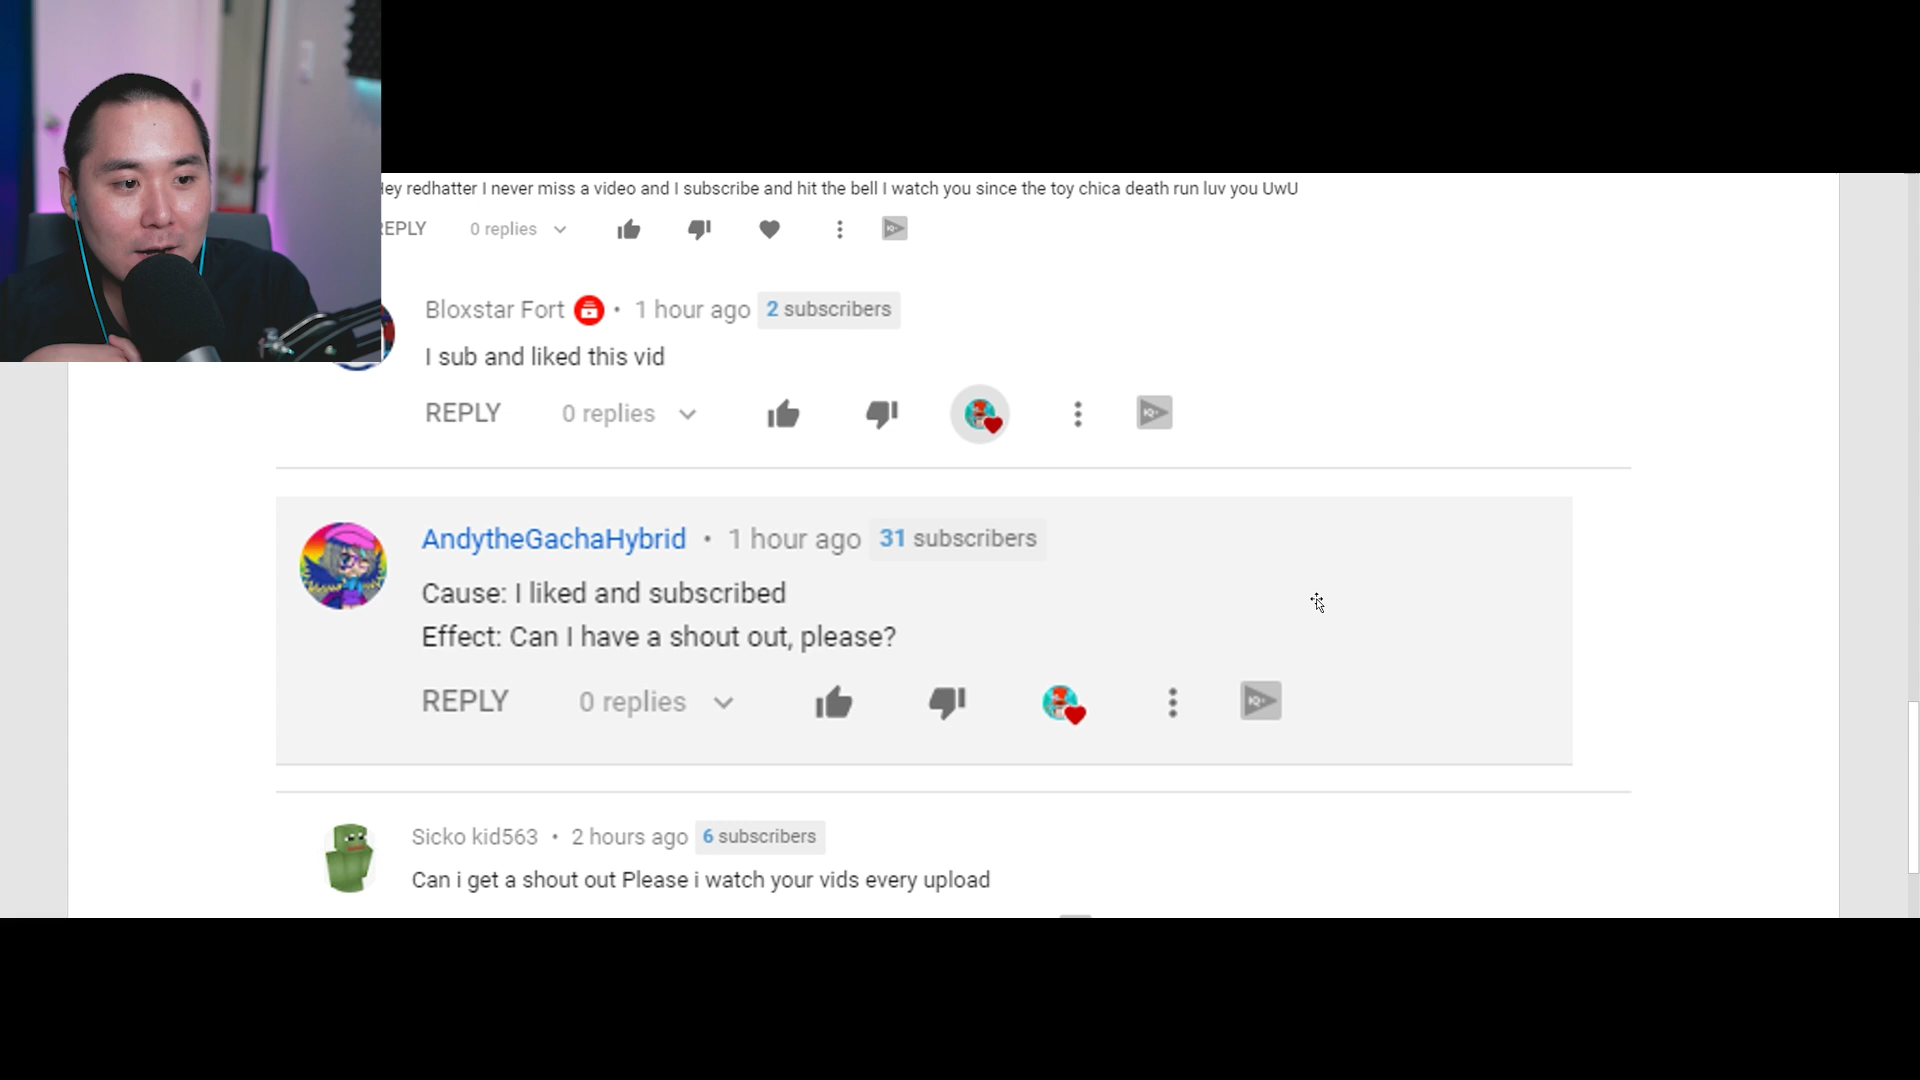 ey redhatter I never miss a video and I subscribe and hit the bell I watch you since the toy chica death run luv you UwU
EPLY 0 replies
Bloxstar Fort • 1 hour ago 2 subscribers
I sub and liked this vid
REPLY 0 replies
AndytheGachaHybrid • 1 hour ago 31 subscribers
Cause: I liked and subscribed
Effect: Can I have a shout out, please?
REPLY 0 replies
Sicko kid563 • 2 hours ago 6 subscribers
Can i get a shout out Please i watch your vids every upload